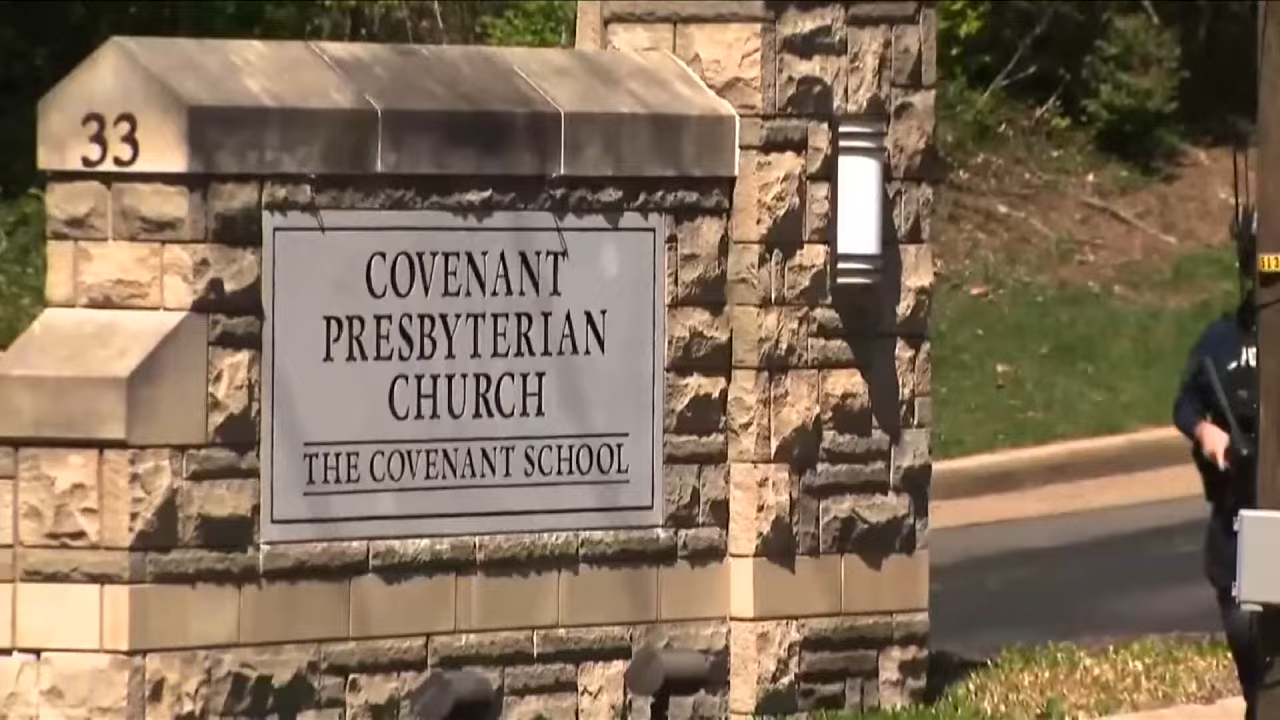 33
COVENANT
PRESBYTERIAN
CHURCH
THE COVENANT SCHOOL